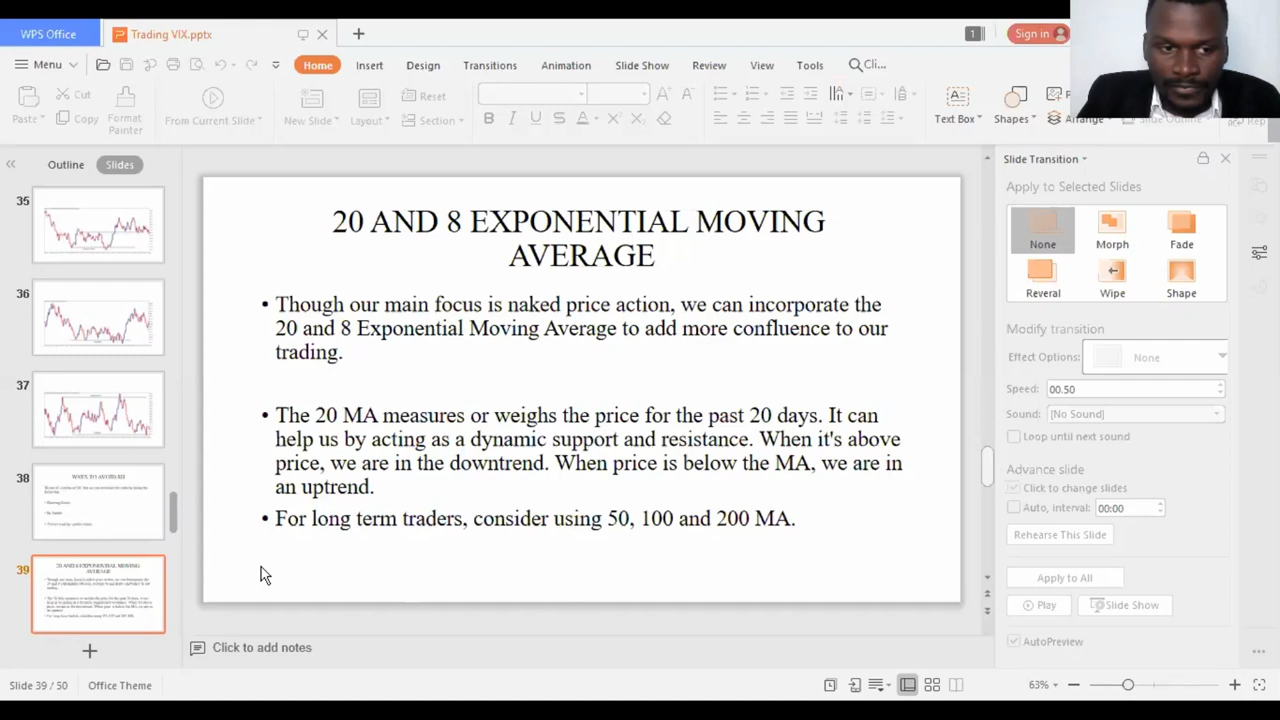 WPS Office
Trading VIX.pptx
1
Sign in
Menu
Home
Insert
Design
Transitions
Animation
Slide Show
Review
View
Tools
Cli...
Cut
Format
Painter
From Current Slide
New Slide
Layout
Reset
Section
B I U S A
Text Box
Shapes
Arrange
Outline
Slides
35
36
37
38
39
20 AND 8 EXPONENTIAL MOVING
AVERAGE
• Though our main focus is naked price action, we can incorporate the
20 and 8 Exponential Moving Average to add more confluence to our
trading.
• The 20 MA measures or weighs the price for the past 20 days. It can
help us by acting as a dynamic support and resistance. When it's above
price, we are in the downtrend. When price is below the MA, we are in
an uptrend.
• For long term traders, consider using 50, 100 and 200 MA.
Click to add notes
Slide Transition
Apply to Selected Slides
None
Morph
Fade
Reveral
Wipe
Shape
Modify transition
Effect Options:
None
Speed:
00.50
Sound:
[No Sound]
Loop until next sound
Advance slide
Click to change slides
Auto, interval:
00:00
Rehearse This Slide
Apply to All
Play
Slide Show
AutoPreview
Slide 39 / 50
Office Theme
63%